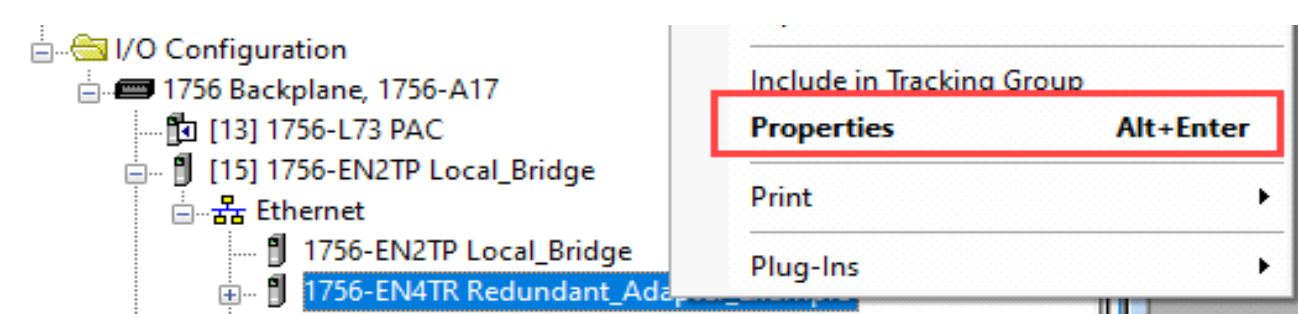 I/O Configuration
1756 Backplane, 1756-A17
[13] 1756-L73 PAC
[15] 1756-EN2TP Local_Bridge
Ethernet
1756-EN2TP Local_Bridge
1756-EN4TR
Include in Tracking Group
Properties Alt+Enter
Print
Plug-Ins